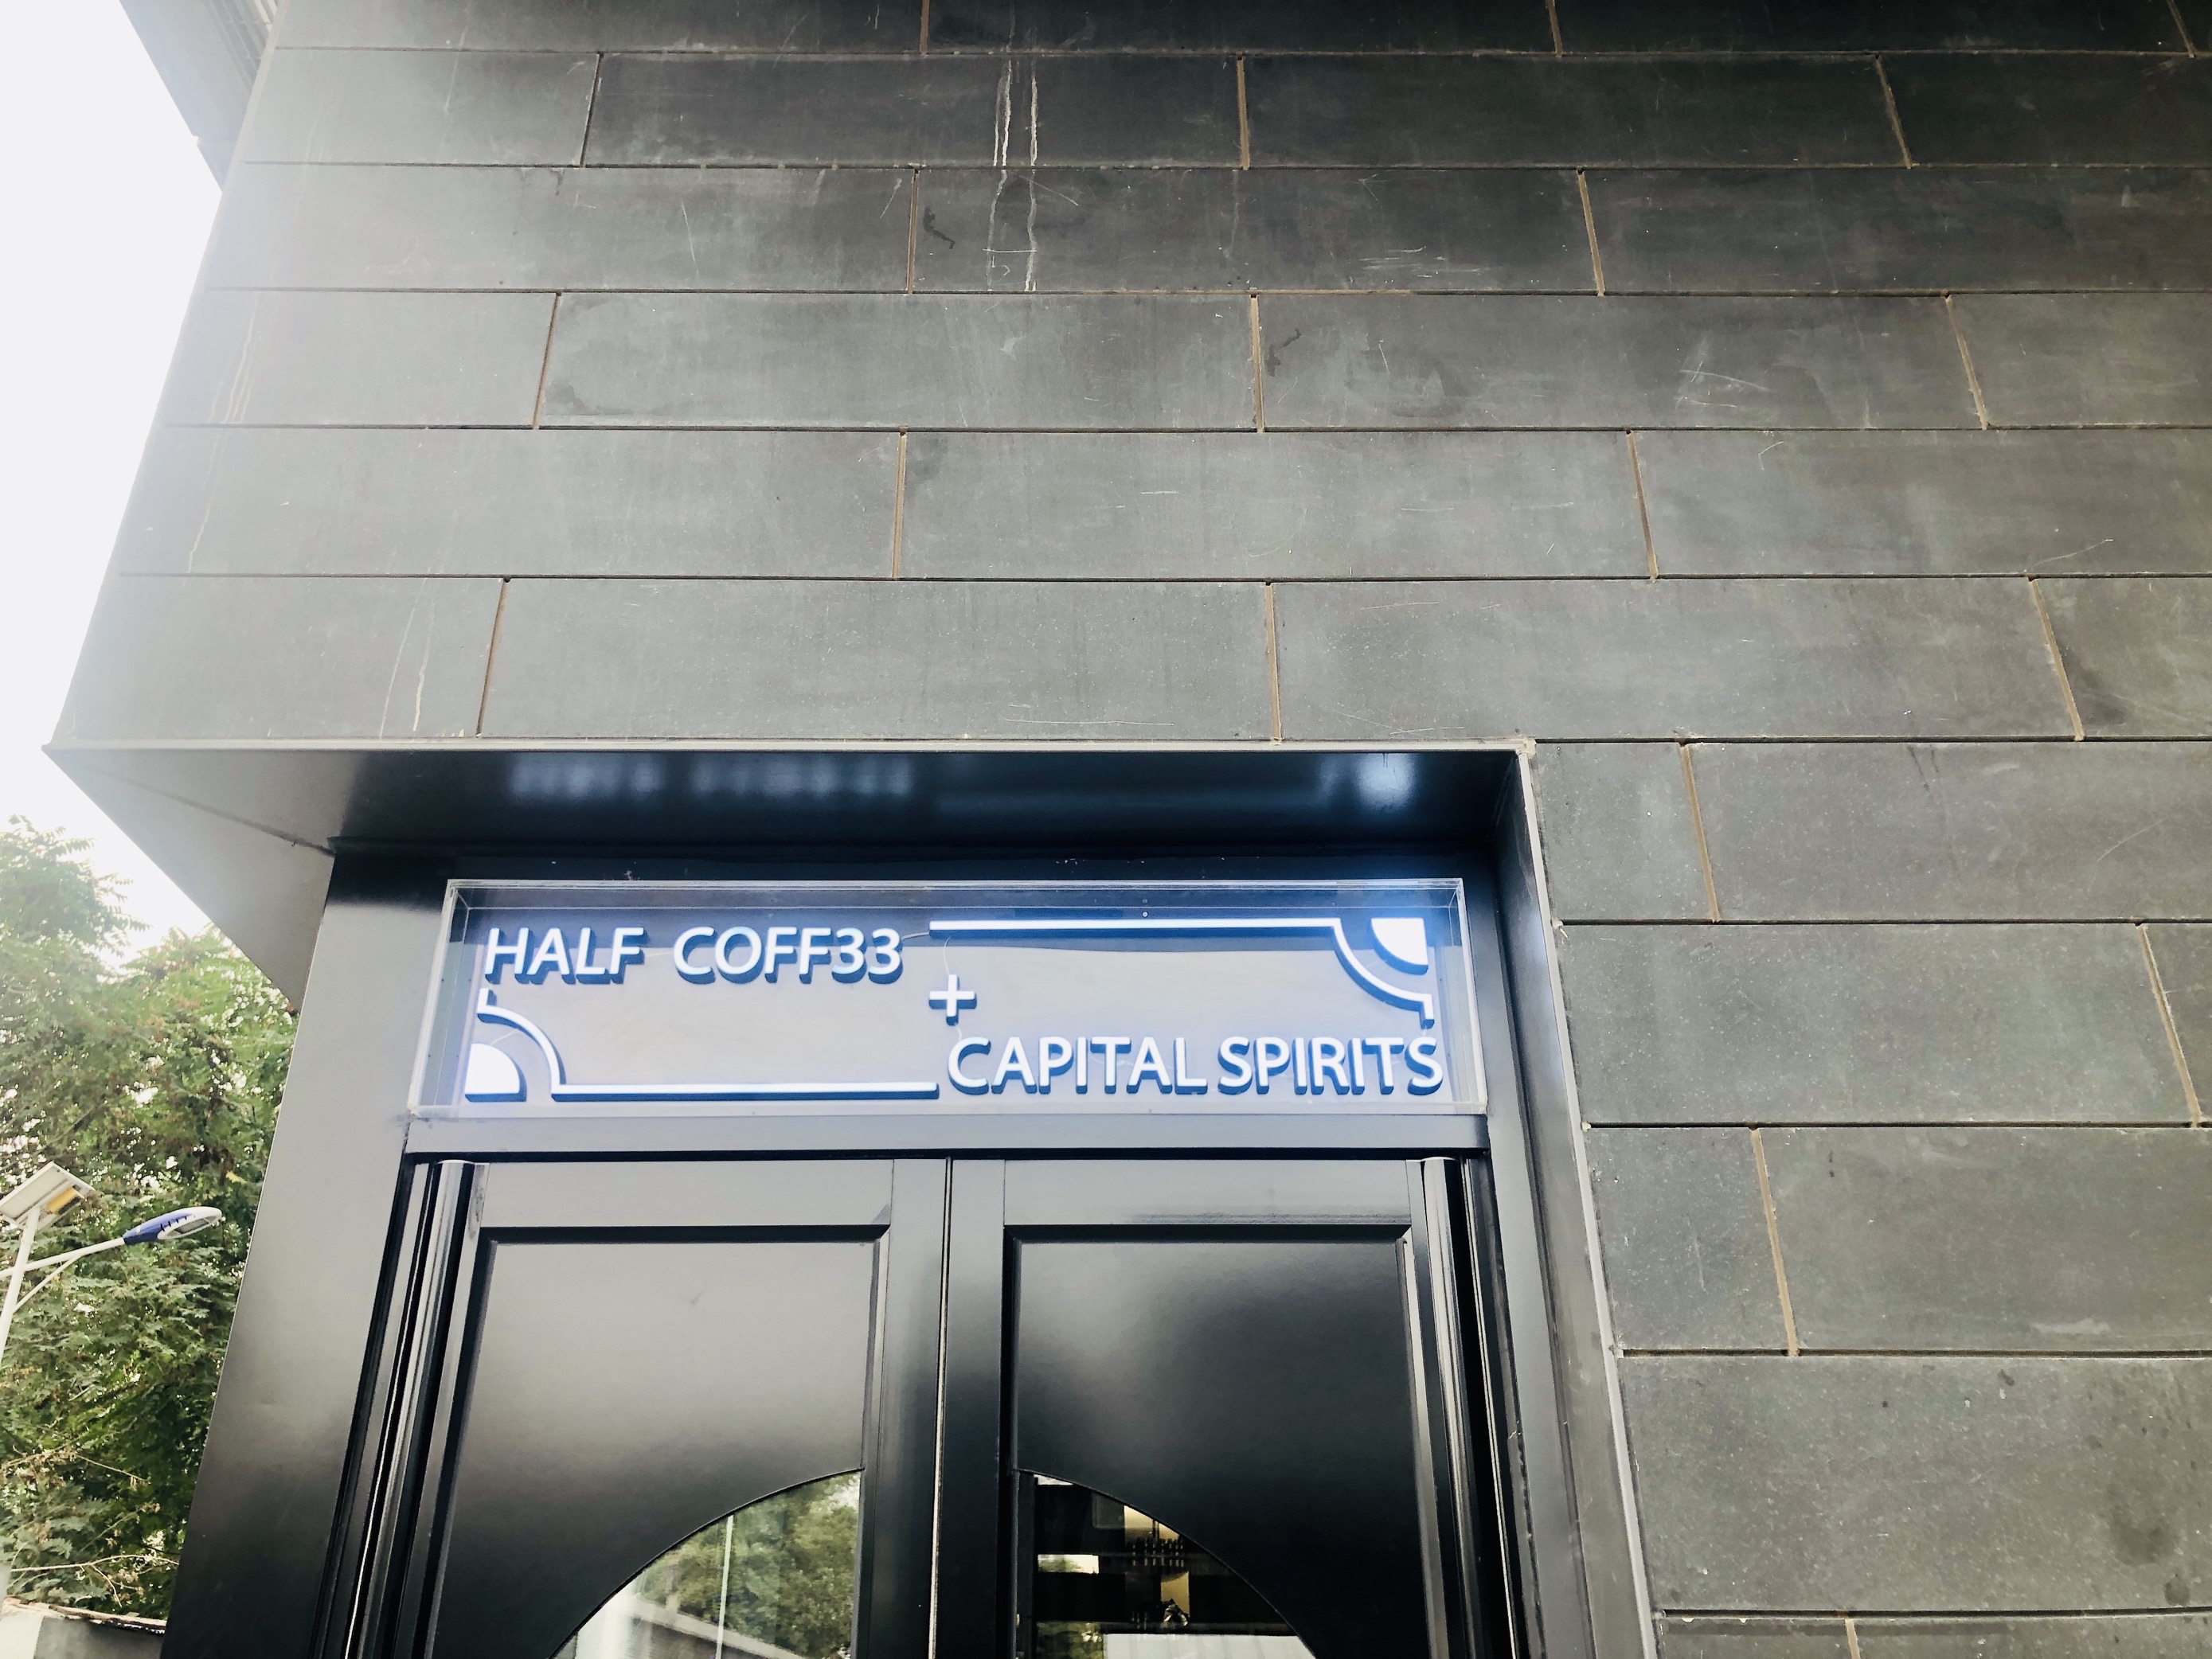 HALF COFF33
+
CAPITAL SPIRITS